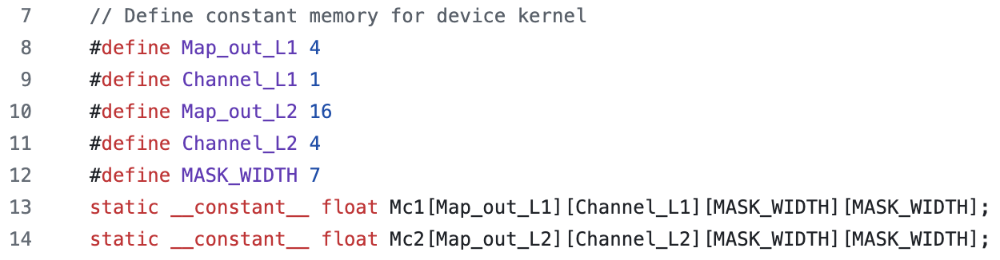 7 // Define constant memory for device kernel
8 #define Map_out_L1 4
9 #define Channel_L1 1
10 #define Map_out_L2 16
11 #define Channel_L2 4
12 #define MASK_WIDTH 7
13 static __constant__ float Mc1[Map_out_L1][Channel_L1][MASK_WIDTH][MASK_WIDTH];
14 static __constant__ float Mc2[Map_out_L2][Channel_L2][MASK_WIDTH][MASK_WIDTH];